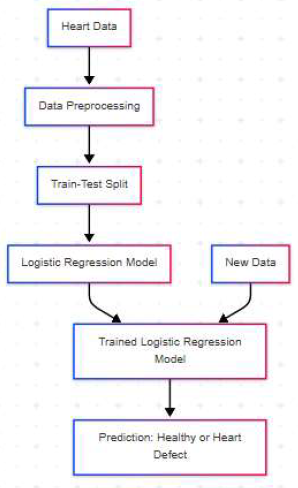 Heart Data
Data Preprocessing
Train-Test Split
Logistic Regression Model
New Data
Trained Logistic Regression
Model
Prediction: Healthy or Heart
Defect